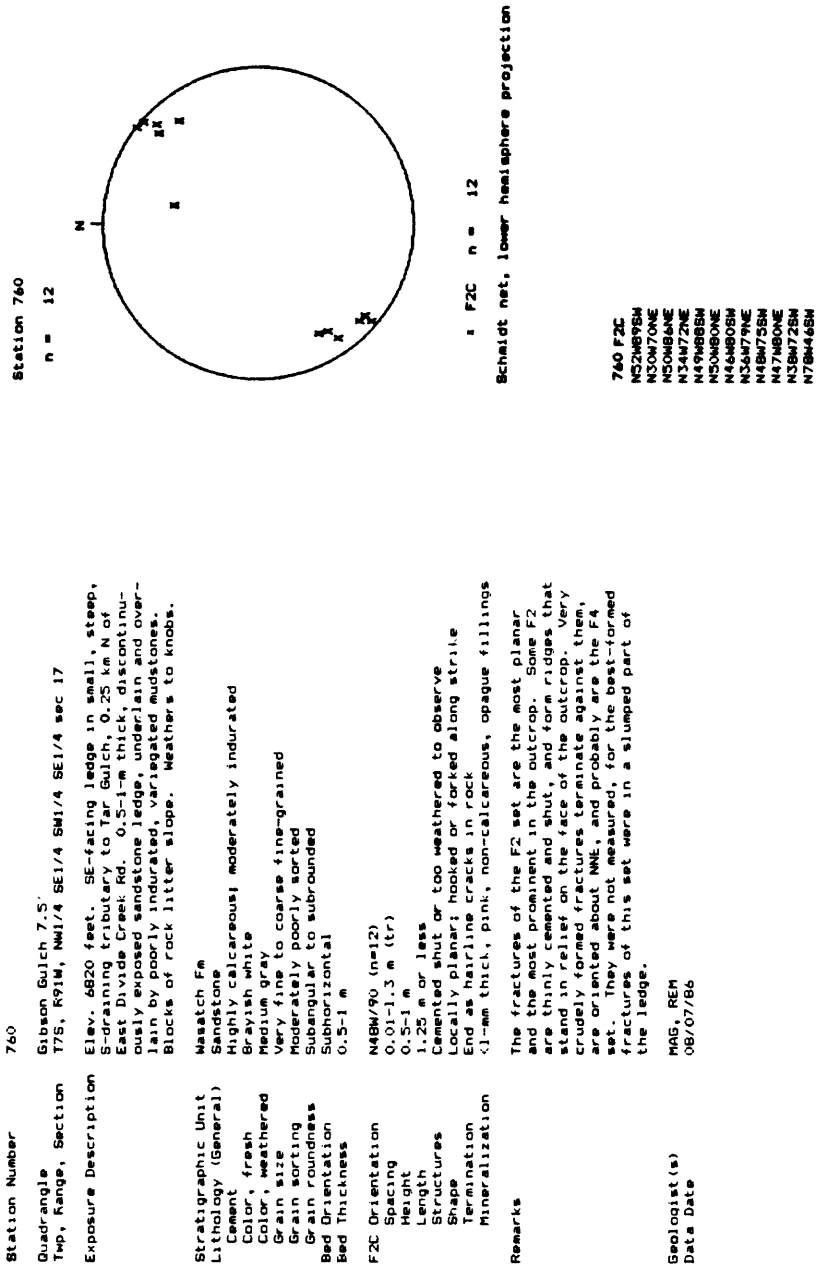 Station Number 760
Quadrangle Gibson Gulch 7.5'
Twp, Range, Section T7S, R91W, NW1/4 SE1/4 SW1/4 SE1/4 sec 17
Exposure Description Elev. 6820 feet. SE-facing ledge in small, steep,
S-draining tributary to Tar Gulch, 0.25 km N of
East Divide Creek Rd. 0.5-1-m thick, discontinu-
ously exposed sandstone ledge, underlain and over-
lain by poorly indurated, variegated mudstones.
Blocks of rock litter slope. Weathers to knobs.
Stratigraphic Unit Wasatch Fm
Lithology (General) Sandstone
Cement Highly calcareous; moderately indurated
Color, fresh Brayish white
Color, weathered Medium gray
Grain size Very fine to coarse fine-grained
Grain sorting Moderately poorly sorted
Grain roundness Subangular to subrounded
Bed Orientation Subhorizontal
Bed Thickness 0.5-1 m
F2C Orientation N48W/90 (n=12)
Spacing 0.01-1.3 m (tr)
Height 0.5-1 m
Length 1.25 m or less
Structures Cemented shut or too weathered to observe
Shape Locally planar; hooked or forked along strike
Termination End as hairline cracks in rock
Mineralization <1-mm thick, pink, non-calcareous, opaque fillings
Remarks The fractures of the F2 set are the most planar
and the most prominent in the outcrop. Some F2
are thinly cemented and shut, and form ridges that
stand in relief on the face of the outcrop. Very
crudely formed fractures terminate against them,
are oriented about NNE, and probably are the F4
set. They were not measured, for the best-formed
fractures of this set were in a slumped part of
the ledge.
Geologist(s) MAG, REM
Data Date 08/07/86
Station 760
n = 12
N
x F2C n = 12
Schmidt net, lower hemisphere projection
760 F2C
N52W89SW
N30W70NE
N50W86NE
N34W72NE
N49W88SW
N50W80NE
N46W80SW
N36W79NE
N48W75SW
N47W80NE
N38W72SW
N78W46SW